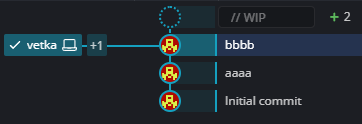 // WIP
+ 2
vetka +1
bbbb
aaaa
Initial commit